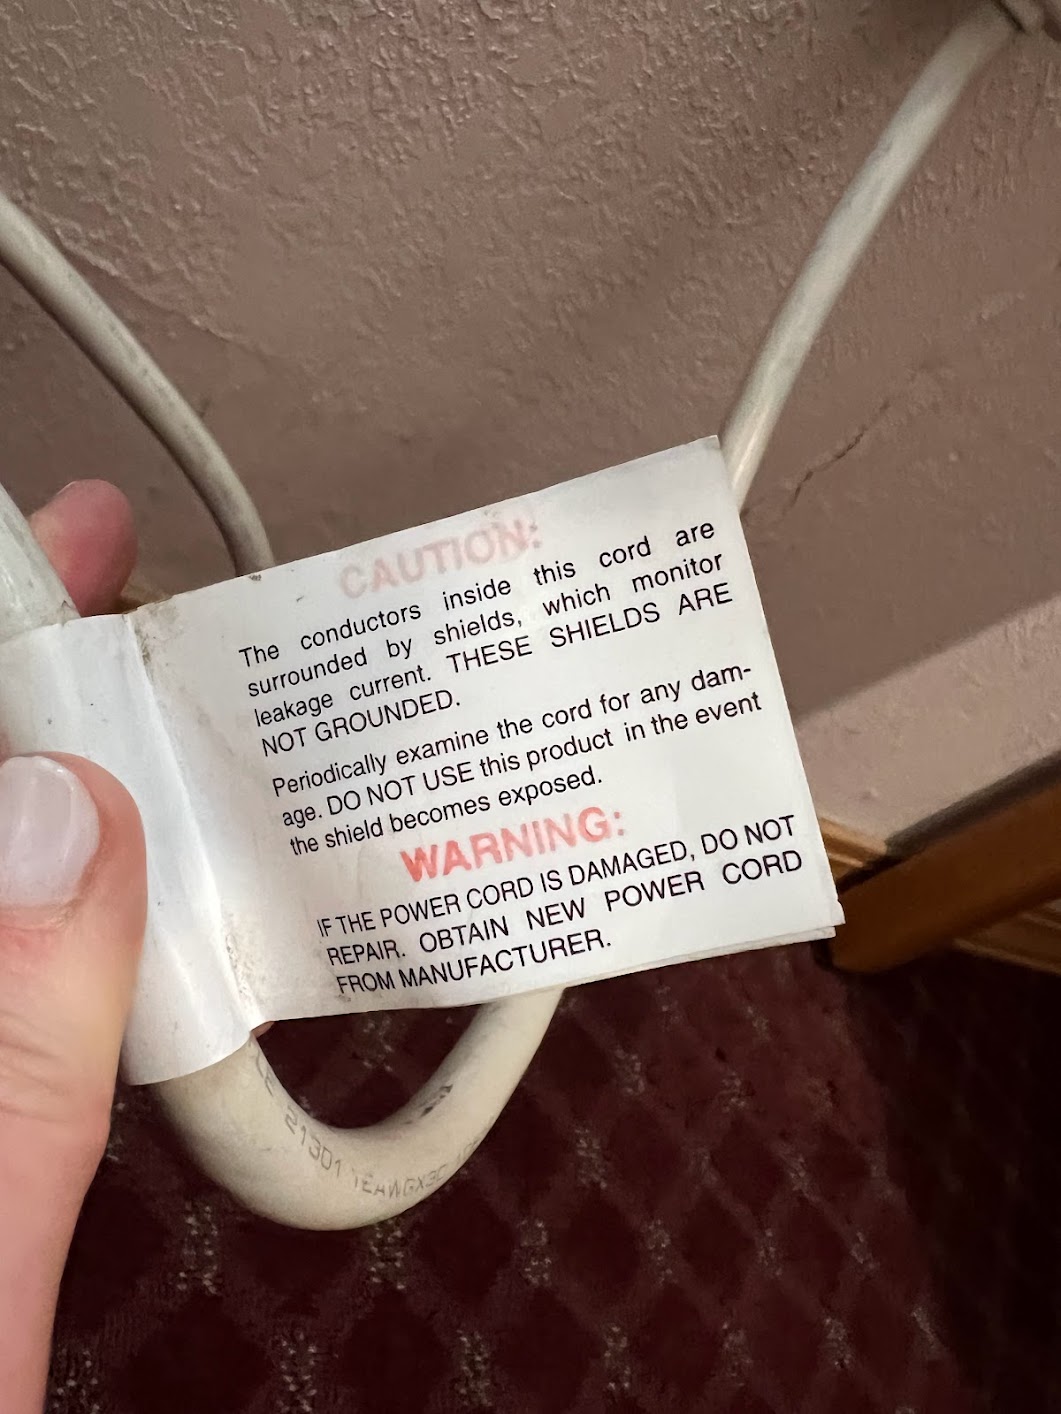 CAUTION:
The conductors inside this cord are
surrounded by shields, which monitor
leakage current. THESE SHIELDS ARE
NOT GROUNDED.
Periodically examine the cord for any dam-
age. DO NOT USE this product in the event
the shield becomes exposed.
WARNING:
IF THE POWER CORD IS DAMAGED, DO NOT
REPAIR. OBTAIN NEW POWER CORD
FROM MANUFACTURER.
21301